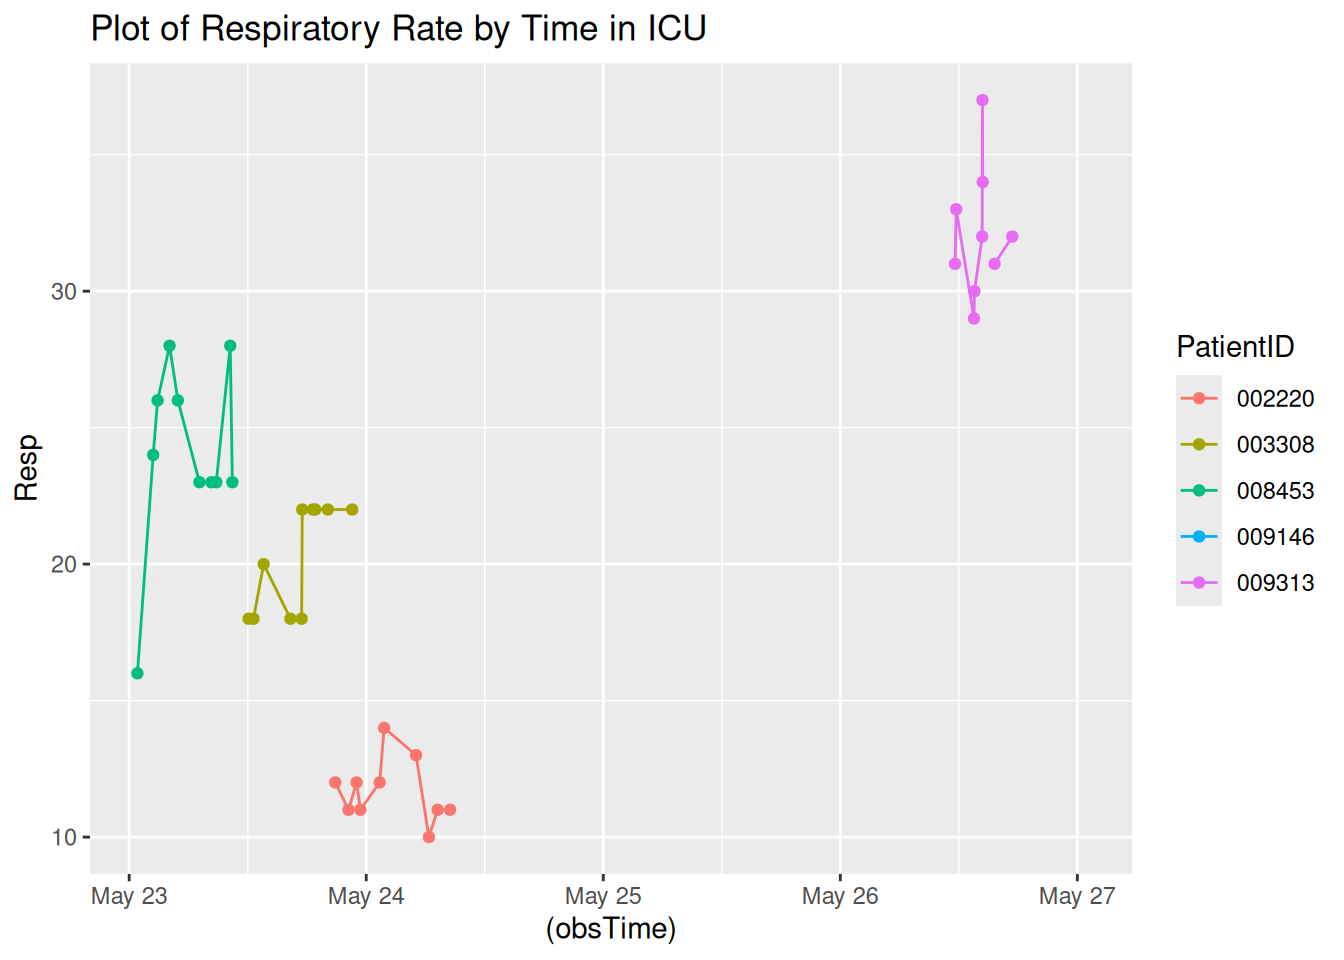 Plot of Respiratory Rate by Time in ICU
Resp
30
20
10
May 23
May 24
May 25
May 26
May 27
(obsTime)
PatientID
002220
003308
008453
009146
009313